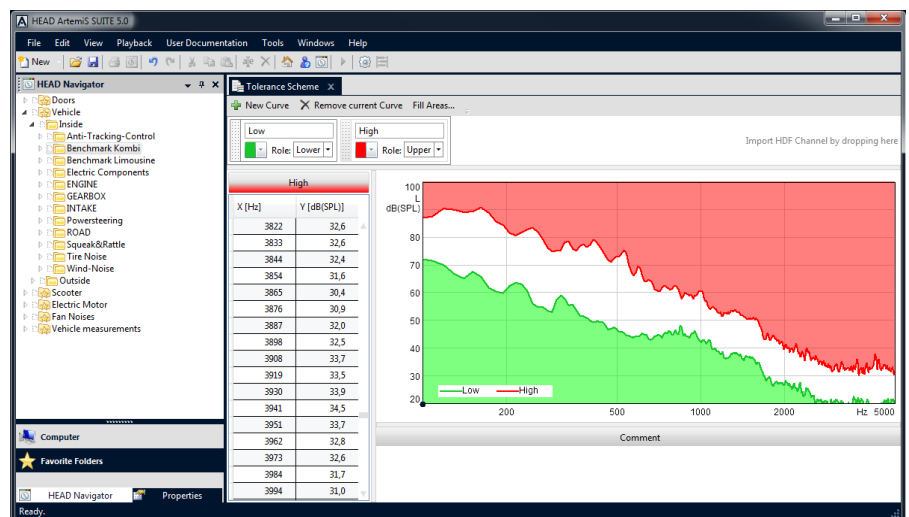 HEAD ArtemiS SUITE 5.0
File Edit View Playback User Documentation Tools Windows Help
New
HEAD Navigator
Doors
Vehicle
Inside
Anti-Tracking-Control
Benchmark Kombi
Benchmark Limousine
Electric Components
ENGINE
GEARBOX
INTAKE
Powersteering
ROAD
Squeak&Rattle
Tire Noise
Wind-Noise
Outside
Scooter
Electric Motor
Fan Noises
Vehicle measurements
Computer
Favorite Folders
HEAD Navigator Properties
Ready.
Tolerance Scheme X
New Curve Remove current Curve Fill Areas...
Low High
Role: Lower Role: Upper
Import HDF Channel by dropping here
High
X [Hz] Y [dB(SPL)]
3822 32,6
3833 32,6
3844 32,4
3854 31,6
3865 30,4
3876 30,9
3887 32,0
3898 32,5
3908 33,7
3919 33,5
3930 33,9
3941 34,5
3951 33,7
3962 32,8
3973 32,6
3984 31,7
3994 31,0
100
L
dB(SPL)
80
70
60
50
40
30
20
Low High
200 500 1000 2000 Hz 5000
Comment